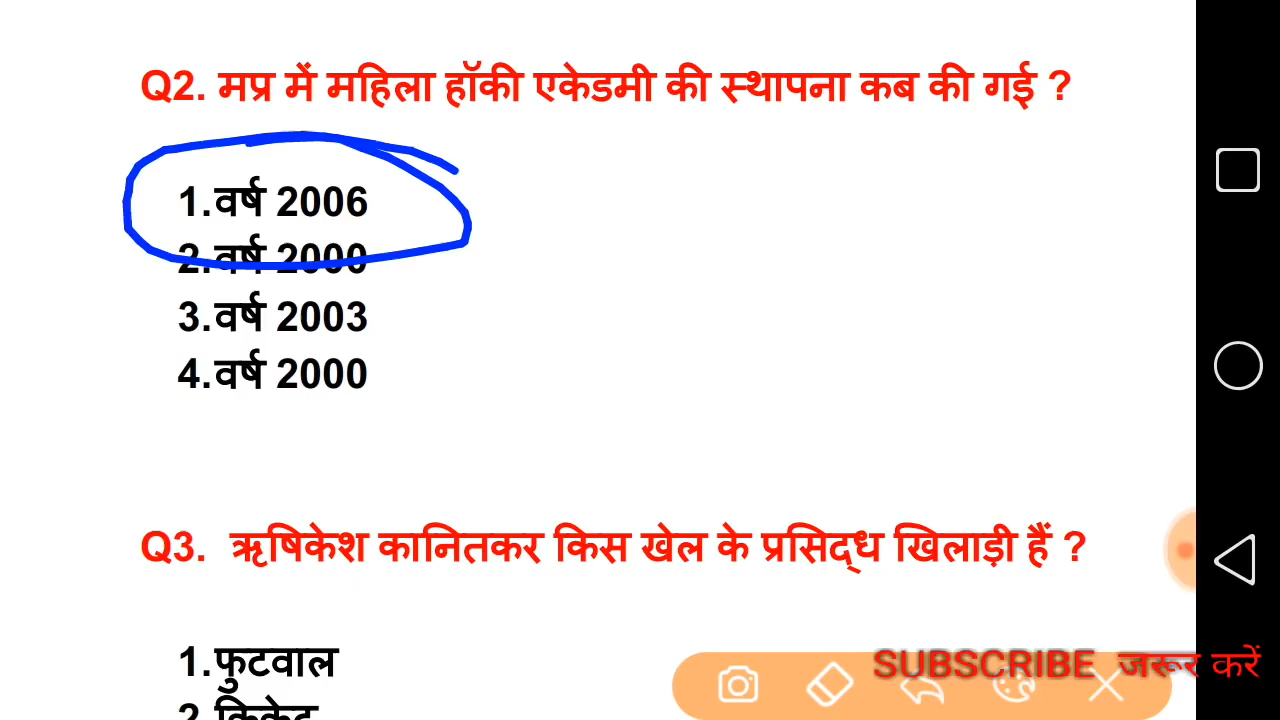 Q2. मप्र में महिला हॉकी एकेडमी की स्थापना कब की गई ?
1.वर्ष 2006
2.वर्ष 2000
3.वर्ष 2003
4.वर्ष 2000
Q3. ऋषिकेश कानितकर किस खेल के प्रसिद्ध खिलाड़ी हैं ?
1.फुटवाल
2.क्रिकेट
SUBSCRIBE जरूर करें